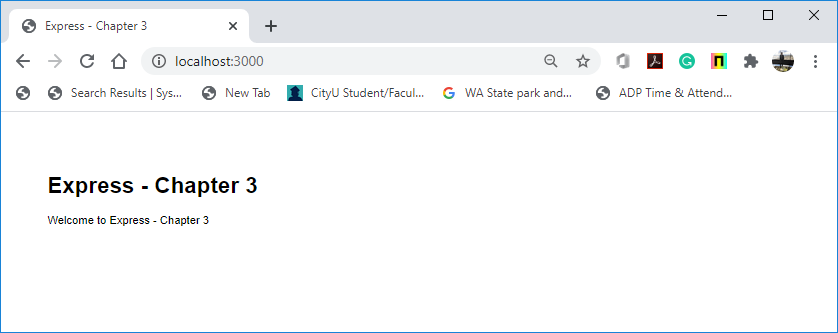 Express - Chapter 3
localhost:3000
Search Results | Sys...
New Tab
CityU Student/Facul...
WA State park and...
ADP Time & Attend...
Express - Chapter 3
Welcome to Express - Chapter 3